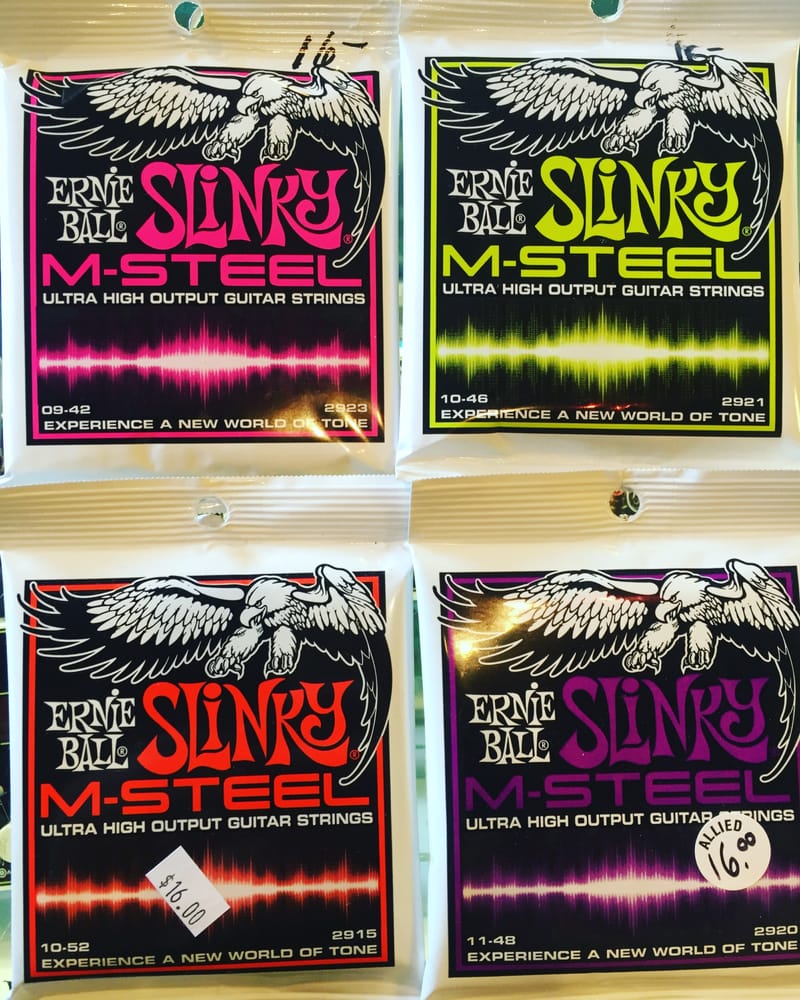 16-
ERNIE BALL® SLINKY®
M-STEEL
ULTRA HIGH OUTPUT GUITAR STRINGS
09-42 2923
EXPERIENCE A NEW WORLD OF TONE
16-
ERNIE BALL® SLINKY®
M-STEEL
ULTRA HIGH OUTPUT GUITAR STRINGS
10-46 2921
EXPERIENCE A NEW WORLD OF TONE
ERNIE BALL® SLINKY®
M-STEEL
ULTRA HIGH OUTPUT GUITAR STRINGS
$16.00
10-52 2915
EXPERIENCE A NEW WORLD OF TONE
ERNIE BALL® SLINKY
M-STEEL
ULTRA HIGH OUTPUT GUITAR STRINGS
ALLIED
16.00
11-48 2920
EXPERIENCE A NEW WORLD OF TONE